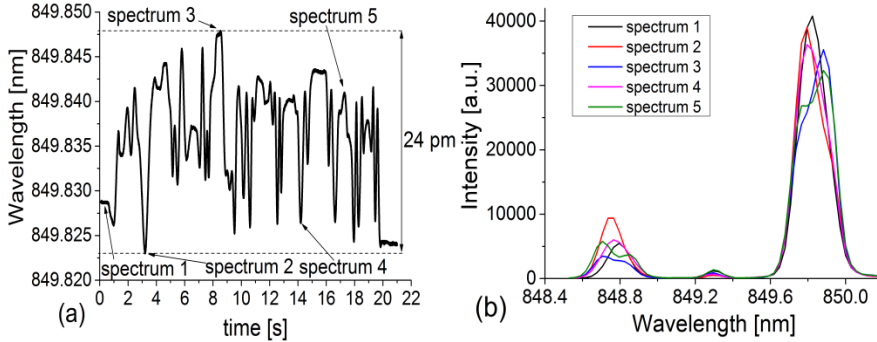 spectrum 3
spectrum 5
849.850
849.845
849.840
849.835
849.830
849.825
849.820
Wavelength [nm]
24 pm
spectrum 1
spectrum 2
spectrum 4
0 2 4 6 8 10 12 14 16 18 20 22
time [s]
(a)
40000
30000
20000
10000
0
Intensity [a.u.]
spectrum 1
spectrum 2
spectrum 3
spectrum 4
spectrum 5
848.4 848.8 849.2 849.6 850.0
Wavelength [nm]
(b)